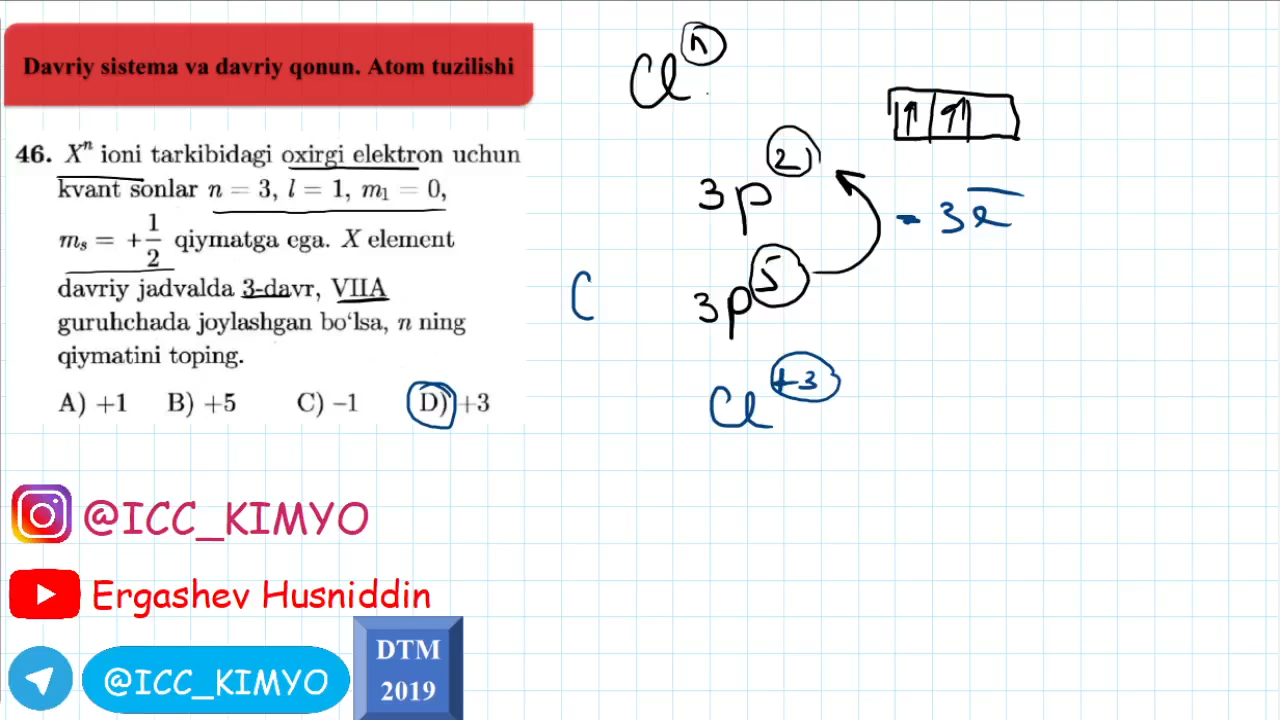 Davriy sistema va davriy qonun. Atom tuzilishi
46. Xⁿ ioni tarkibidagi oxirgi elektron uchun
kvant sonlar n = 3, l = 1, m₁ = 0,
mₛ = +1/2 qiymatga ega. X element
davriy jadvalda 3-davr, VIIA
guruhchada joylashgan bo‘lsa, n ning
qiymatini toping.
A) +1 B) +5 C) –1 D) +3
Clⁿ
↑ ↑
3p²
- 3e̅
3p⁵
C
Cl⁺³
@ICC_KIMYO
Ergashev Husniddin
@ICC_KIMYO
DTM
2019